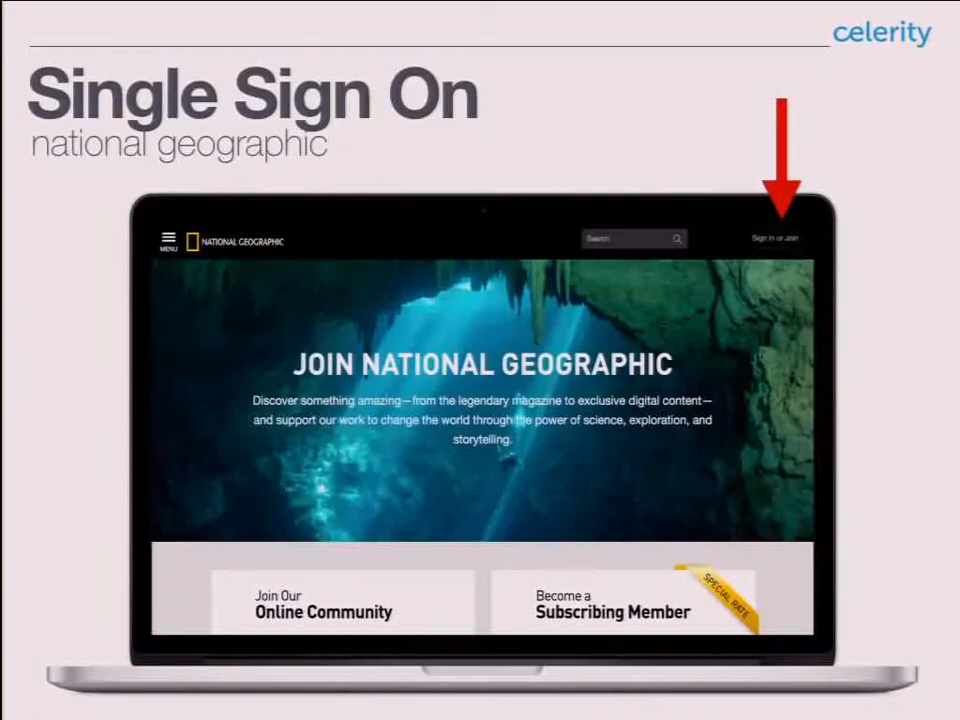 celerity
Single Sign On
national geographic
MENU
NATIONAL GEOGRAPHIC
Search
Sign In or Join
JOIN NATIONAL GEOGRAPHIC
Discover something amazing—from the legendary magazine to exclusive digital content—
and support our work to change the world through the power of science, exploration, and
storytelling.
Join Our
Online Community
Become a
Subscribing Member
SPECIAL RATE